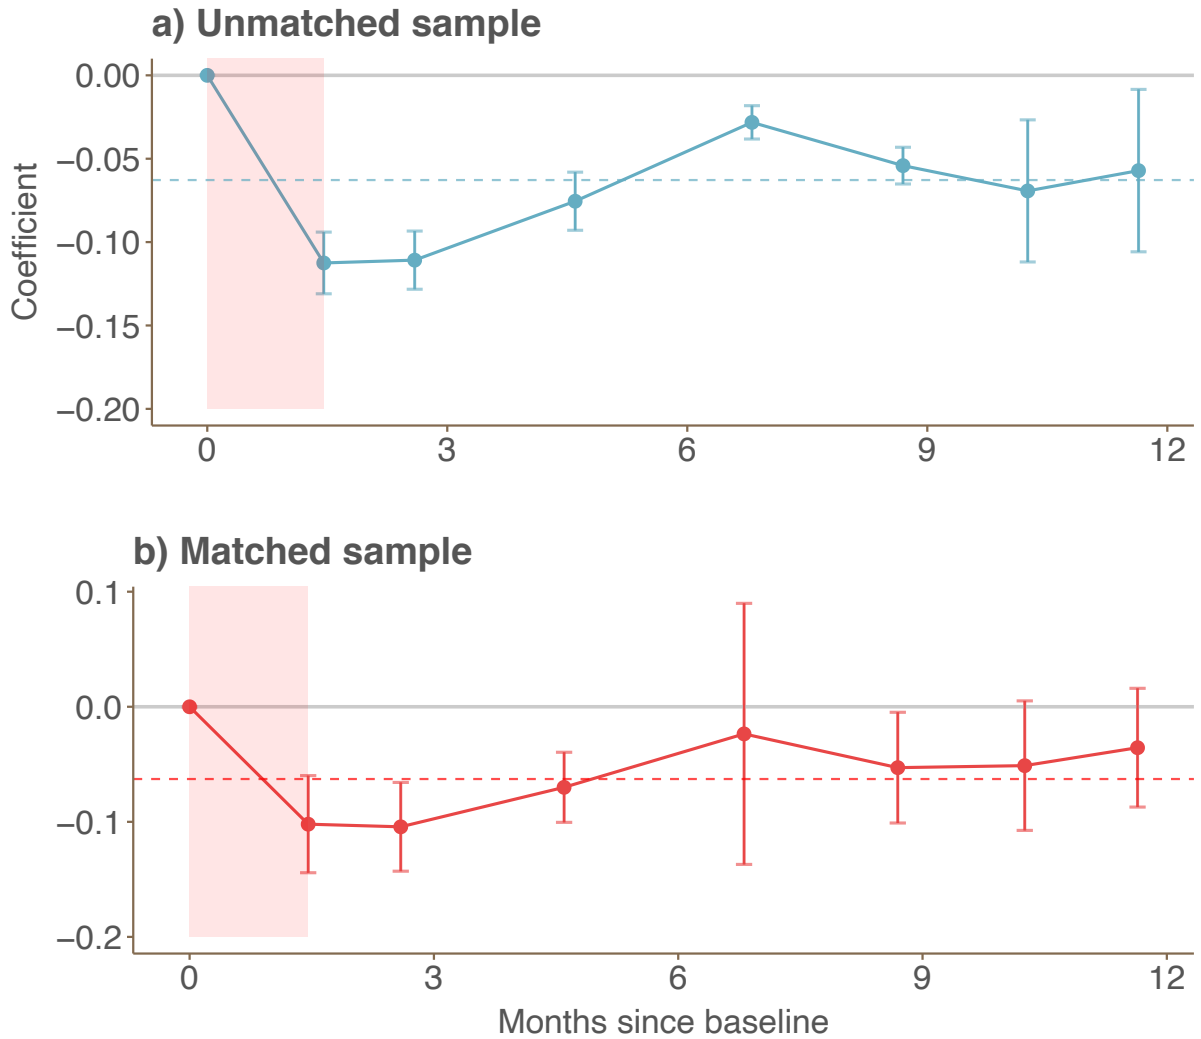 a) Unmatched sample
0.00
−0.05
−0.10
−0.15
−0.20
Coefficient
0 3 6 9 12
b) Matched sample
0.1
0.0
−0.1
−0.2
0 3 6 9 12
Months since baseline